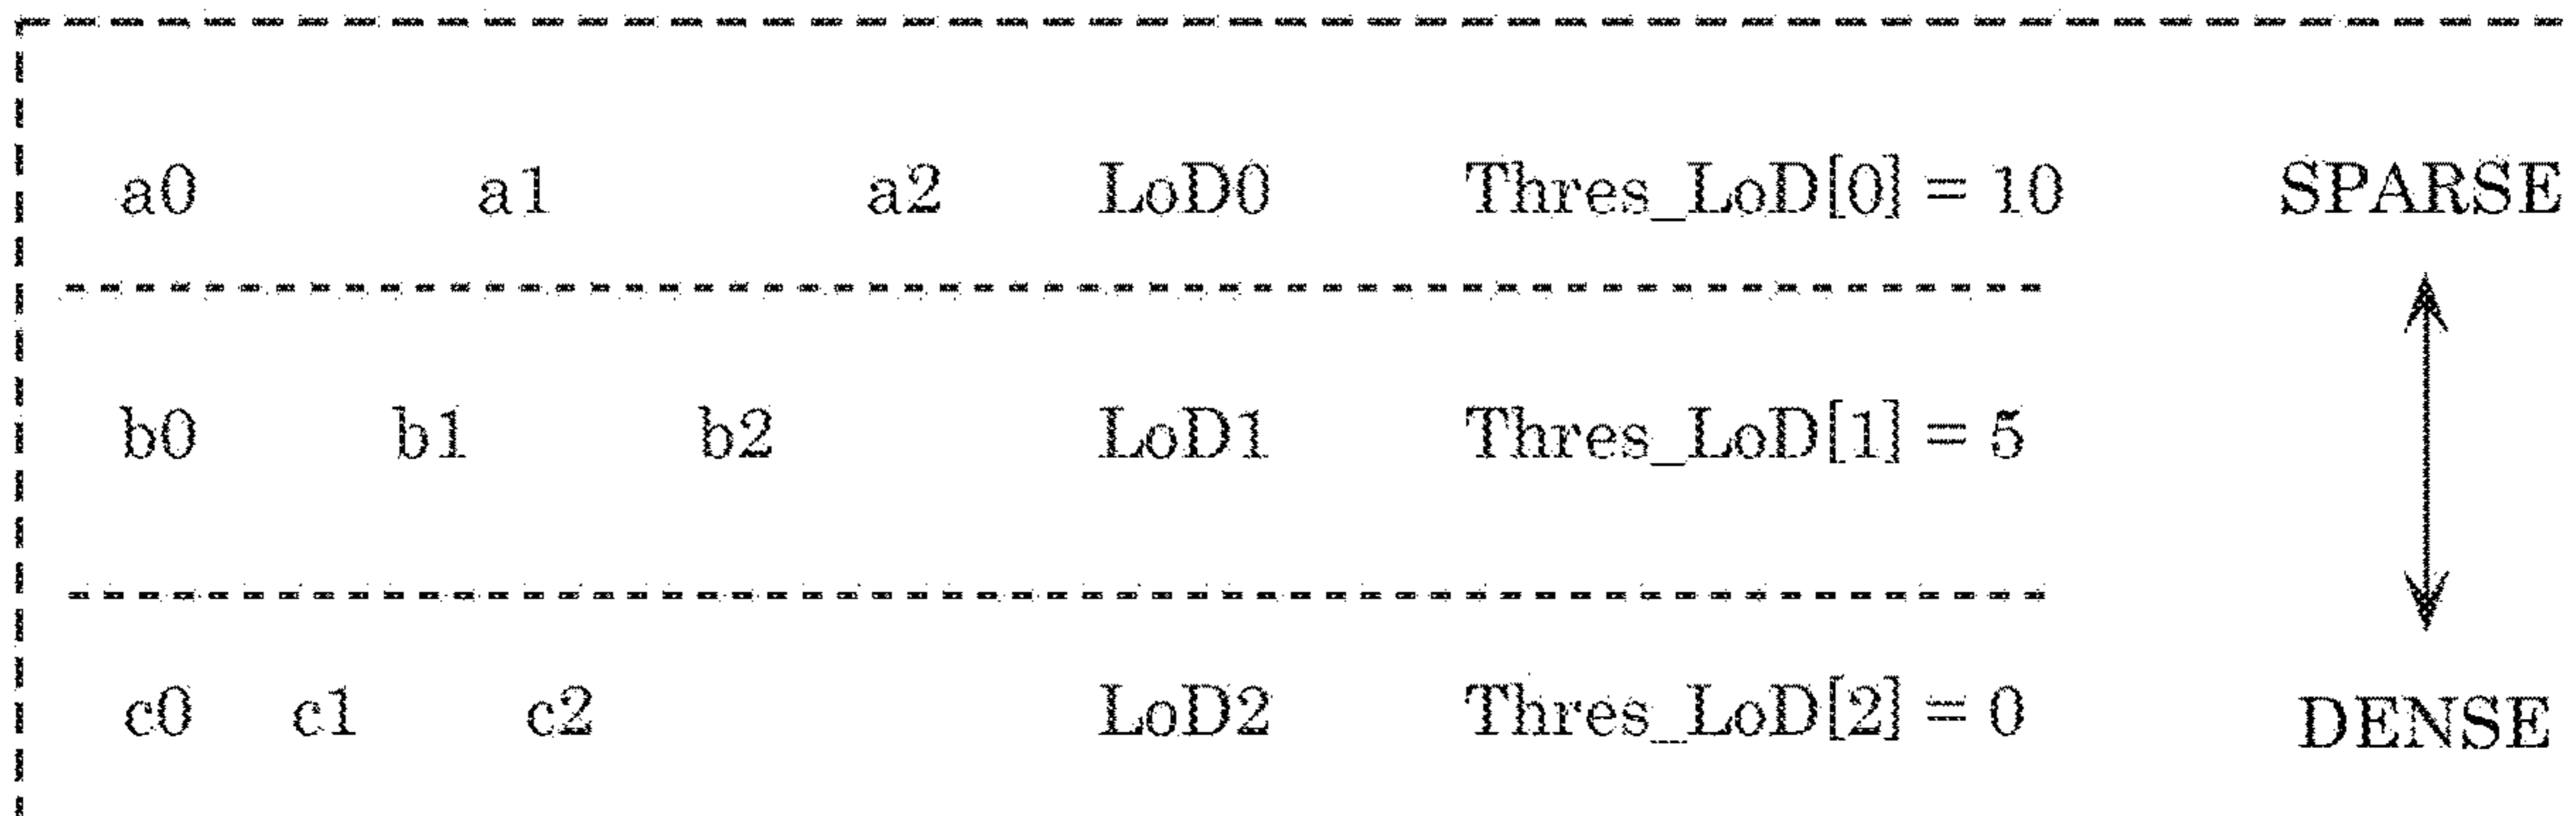 a0 a1 a2 LoD0 Thres_LoD[0] = 10 SPARSE
b0 b1 b2 LoD1 Thres_LoD[1] = 5
c0 c1 c2 LoD2 Thres_LoD[2] = 0 DENSE